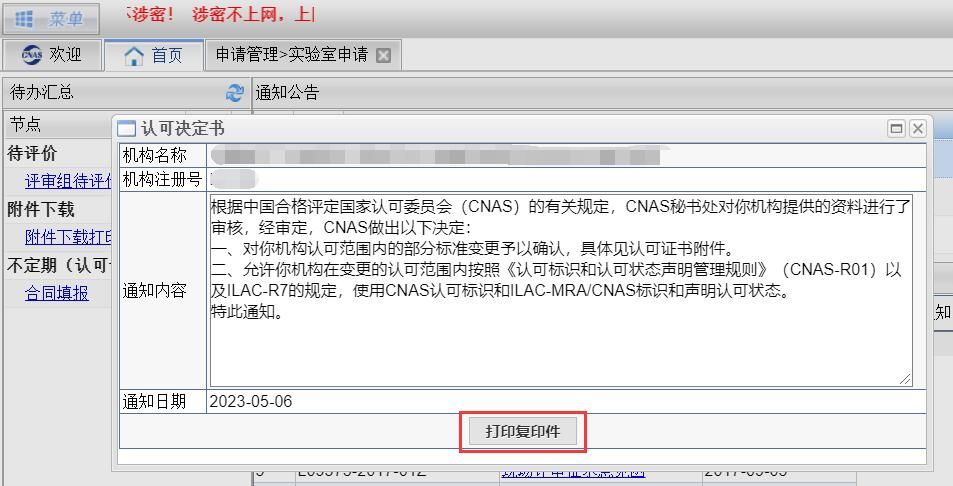 菜单
不涉密！ 涉密不上网，上
CNAS 欢迎
首页
申请管理>实验室申请
待办汇总
通知公告
节点
认可决定书
待评价
机构名称
评审组待评价
机构注册号
附件下载
附件下载打印
不定期（认可
合同填报
通知内容
根据中国合格评定国家认可委员会（CNAS）的有关规定，CNAS秘书处对你机构提供的资料进行了
审核，经审定，CNAS做出以下决定：
一、对你机构认可范围内的部分标准变更予以确认，具体见认可证书附件。
二、允许你机构在变更的认可范围内按照《认可标识和认可状态声明管理规则》（CNAS-R01）以
及ILAC-R7的规定，使用CNAS认可标识和ILAC-MRA/CNAS标识和声明认可状态。
特此通知。
知
通知日期
2023-05-06
打印复印件